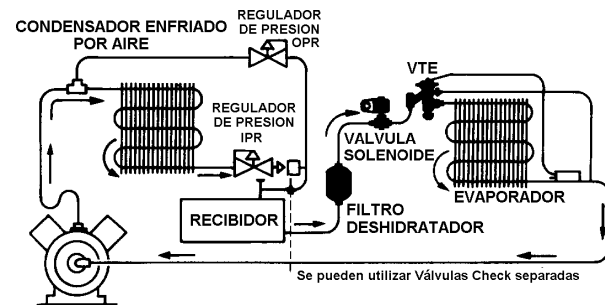 REGULADOR
DE PRESION
OPR
CONDENSADOR ENFRIADO
POR AIRE
REGULADOR
DE PRESION
IPR
VTE
VALVULA
SOLENOIDE
EVAPORADOR
RECIBIDOR
FILTRO
DESHIDRATADOR
Se pueden utilizar Válvulas Check separadas